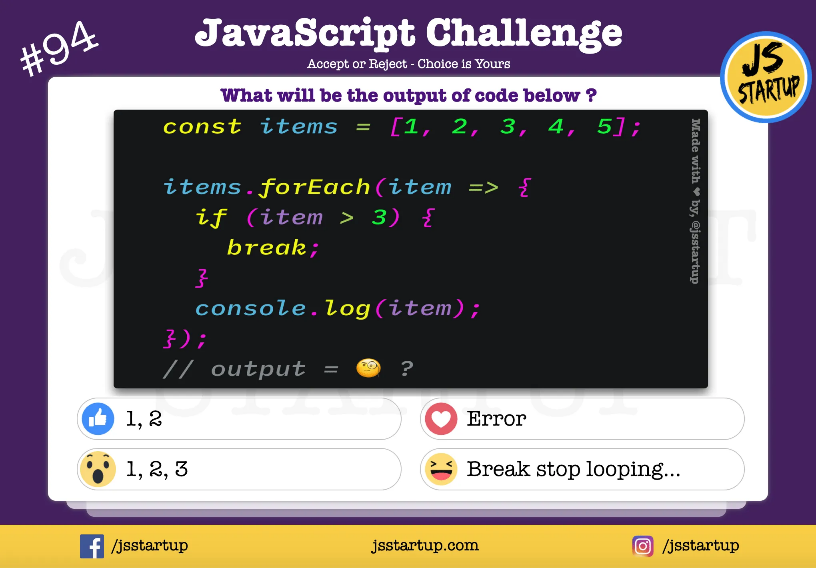 #94
JavaScript Challenge
Accept or Reject - Choice is Yours
JS
STARTUP
What will be the output of code below ?
const items = [1, 2, 3, 4, 5];
items.forEach(item => {
if (item > 3) {
break;
}
console.log(item);
});
// output = 🧐 ?
Made with ❤ by, @jsstartup
1, 2
Error
1, 2, 3
Break stop looping...
/jsstartup
jsstartup.com
/jsstartup